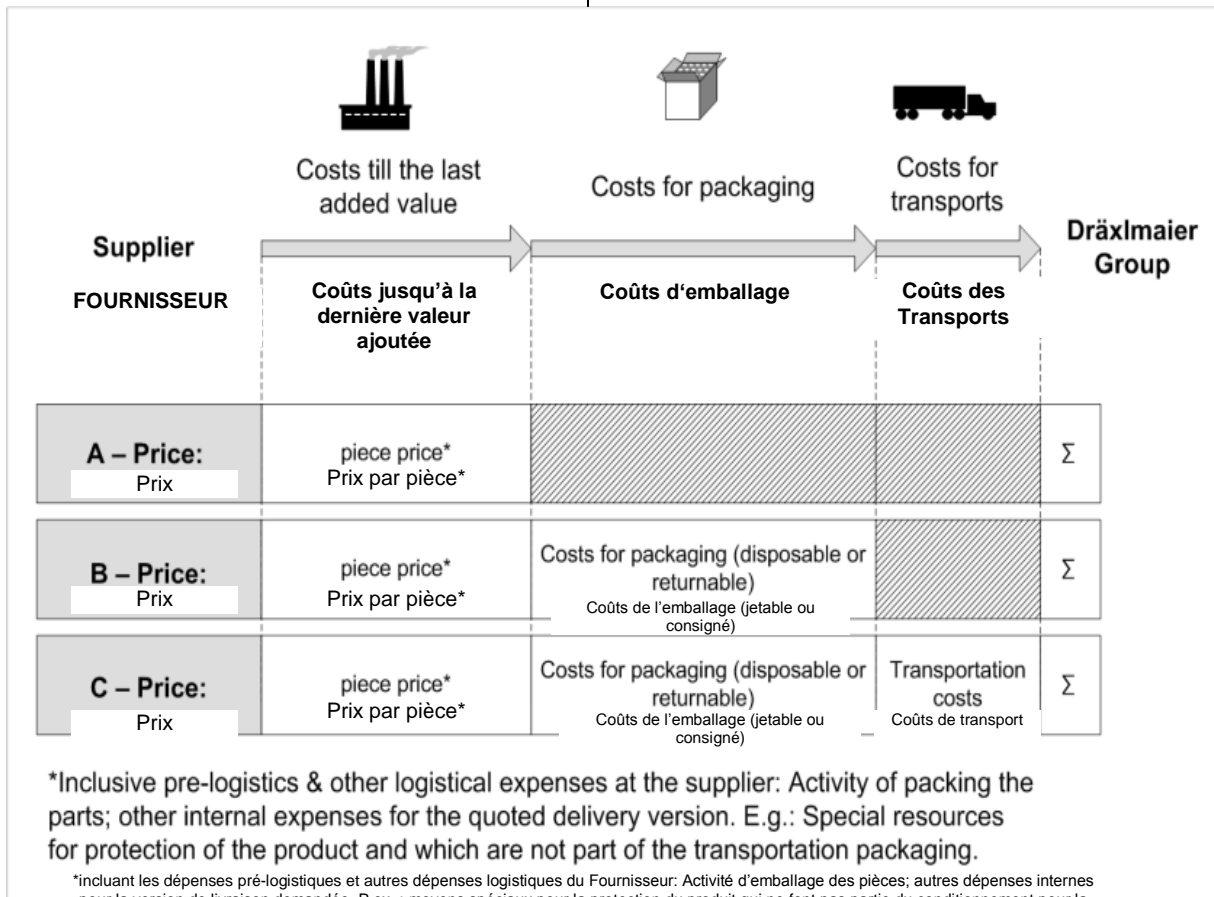 Costs till the last
added value
Costs for packaging
Costs for
transports
Supplier
Dräxlmaier
Group
FOURNISSEUR
Coûts jusqu’à la
dernière valeur
ajoutée
Coûts d‘emballage
Coûts des
Transports
A – Price:
Prix
piece price*
Prix par pièce*
Σ
B – Price:
Prix
piece price*
Prix par pièce*
Costs for packaging (disposable or
returnable)
Coûts de l’emballage (jetable ou
consigné)
Σ
C – Price:
Prix
piece price*
Prix par pièce*
Costs for packaging (disposable or
returnable)
Coûts de l’emballage (jetable ou
consigné)
Transportation
costs
Coûts de transport
Σ
*Inclusive pre-logistics & other logistical expenses at the supplier: Activity of packing the
parts; other internal expenses for the quoted delivery version. E.g.: Special resources
for protection of the product and which are not part of the transportation packaging.
*incluant les dépenses pré-logistiques et autres dépenses logistiques du Fournisseur: Activité d’emballage des pièces; autres dépenses internes